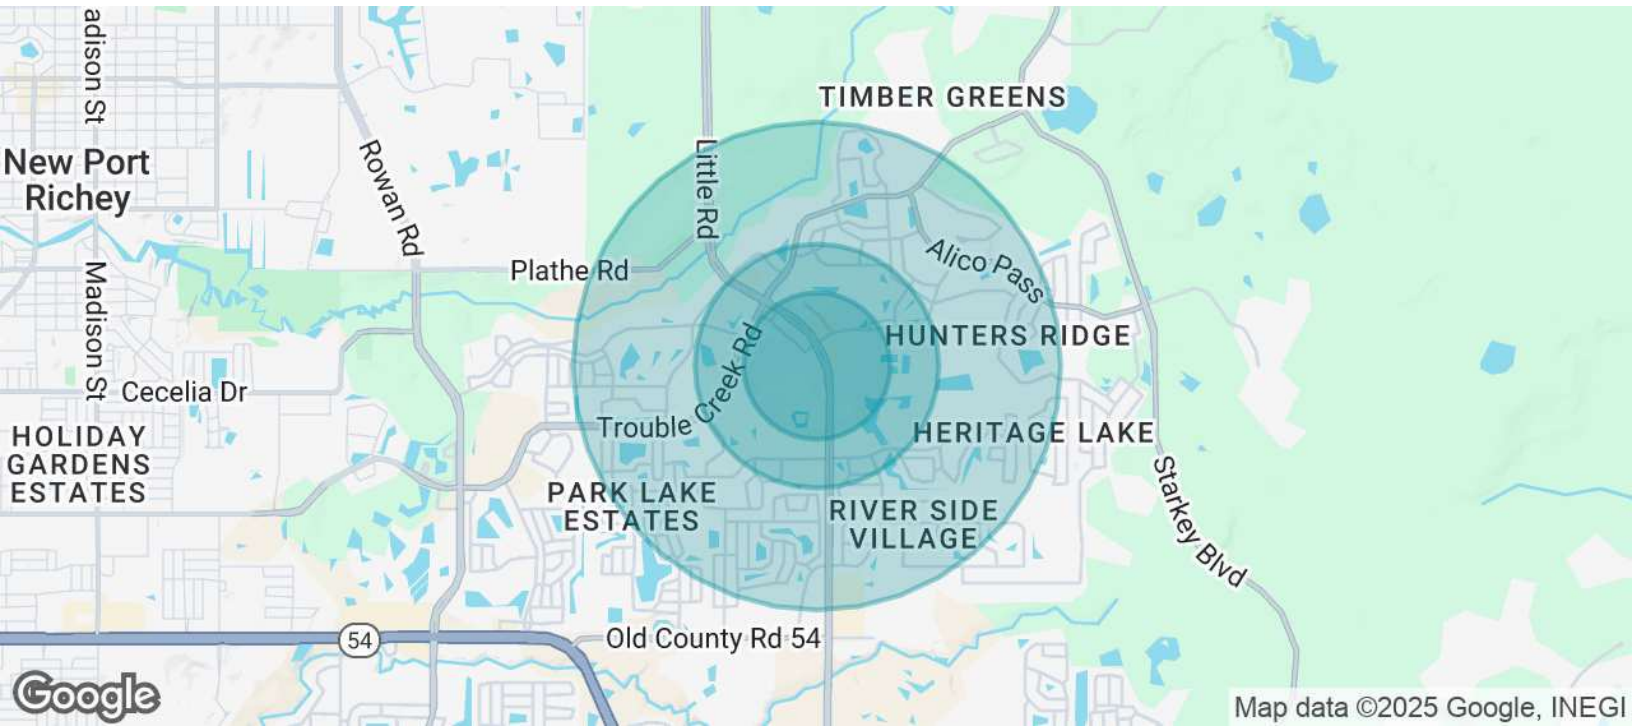 adison St
TIMBER GREENS
New Port
Richey
Rowan Rd
Little Rd
Plathe Rd
Alico Pass
Madison St
HUNTERS RIDGE
Cecelia Dr
Trouble Creek Rd
HERITAGE LAKE
HOLIDAY
GARDENS
ESTATES
PARK LAKE
ESTATES
RIVER SIDE
VILLAGE
Starkey Blvd
54
Old County Rd 54
Google
Map data ©2025 Google, INEGI